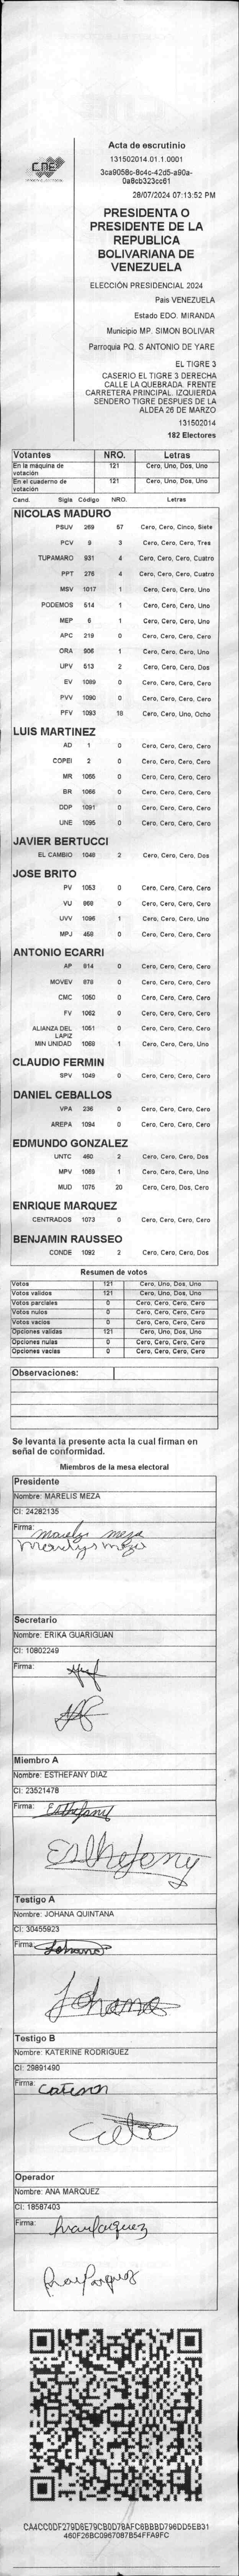 CNE
Acta de escrutinio
131502014.01.1.0001
3ca9058c-8c4c-42d5-a90a-
0a8cb323cc61
28/07/2024 07:13:52 PM
PRESIDENTA O
PRESIDENTE DE LA
REPUBLICA
BOLIVARIANA DE
VENEZUELA
ELECCIÓN PRESIDENCIAL 2024
Pais VENEZUELA
Estado EDO. MIRANDA
Municipio MP. SIMON BOLIVAR
Parroquia PQ. S ANTONIO DE YARE
EL TIGRE 3
CASERIO EL TIGRE 3 DERECHA
CALLE LA QUEBRADA. FRENTE
CARRETERA PRINCIPAL. IZQUIERDA
SENDERO TIGRE DESPUES DE LA
ALDEA 26 DE MARZO
131502014
182 Electores
Votantes NRO. Letras
En la máquina de votación 121 Cero, Uno, Dos, Uno
En el cuaderno de votación 121 Cero, Uno, Dos, Uno
Cand. Sigla Código NRO. Letras
NICOLAS MADURO
PSUV 269 57 Cero, Cero, Cinco, Siete
PCV 9 3 Cero, Cero, Cero, Tres
TUPAMARO 931 4 Cero, Cero, Cero, Cuatro
PPT 276 4 Cero, Cero, Cero, Cuatro
MSV 1017 1 Cero, Cero, Cero, Uno
PODEMOS 514 1 Cero, Cero, Cero, Uno
MEP 6 1 Cero, Cero, Cero, Uno
APC 219 0 Cero, Cero, Cero, Cero
ORA 906 1 Cero, Cero, Cero, Uno
UPV 513 2 Cero, Cero, Cero, Dos
EV 1089 0 Cero, Cero, Cero, Cero
PVV 1090 0 Cero, Cero, Cero, Cero
PFV 1093 18 Cero, Cero, Uno, Ocho
LUIS MARTINEZ
AD 1 0 Cero, Cero, Cero, Cero
COPEI 2 0 Cero, Cero, Cero, Cero
MR 1065 0 Cero, Cero, Cero, Cero
BR 1066 0 Cero, Cero, Cero, Cero
DDP 1091 0 Cero, Cero, Cero, Cero
UNE 1095 0 Cero, Cero, Cero, Cero
JAVIER BERTUCCI
EL CAMBIO 1048 2 Cero, Cero, Cero, Dos
JOSE BRITO
PV 1053 0 Cero, Cero, Cero, Cero
VU 868 0 Cero, Cero, Cero, Cero
UVV 1096 1 Cero, Cero, Cero, Uno
MPJ 458 0 Cero, Cero, Cero, Cero
ANTONIO ECARRI
AP 814 0 Cero, Cero, Cero, Cero
MOVEV 878 0 Cero, Cero, Cero, Cero
CMC 1050 0 Cero, Cero, Cero, Cero
FV 1062 0 Cero, Cero, Cero, Cero
ALIANZA DEL LAPIZ 1051 0 Cero, Cero, Cero, Cero
MIN UNIDAD 1069 1 Cero, Cero, Cero, Uno
CLAUDIO FERMIN
SPV 1049 0 Cero, Cero, Cero, Cero
DANIEL CEBALLOS
VPA 236 0 Cero, Cero, Cero, Cero
AREPA 1094 0 Cero, Cero, Cero, Cero
EDMUNDO GONZALEZ
UNTC 460 2 Cero, Cero, Cero, Dos
MPV 1069 1 Cero, Cero, Cero, Uno
MUD 1075 20 Cero, Cero, Dos, Cero
ENRIQUE MARQUEZ
CENTRADOS 1073 0 Cero, Cero, Cero, Cero
BENJAMIN RAUSSEO
CONDE 1092 2 Cero, Cero, Cero, Dos
Resumen de votos
Votos 121 Cero, Uno, Dos, Uno
Votos validos 121 Cero, Uno, Dos, Uno
Votos parciales 0 Cero, Cero, Cero, Cero
Votos nulos 0 Cero, Cero, Cero, Cero
Votos vacios 0 Cero, Cero, Cero, Cero
Opciones validas 121 Cero, Uno, Dos, Uno
Opciones nulas 0 Cero, Cero, Cero, Cero
Opciones vacias 0 Cero, Cero, Cero, Cero
Observaciones:
Se levanta la presente acta la cual firman en
señal de conformidad.
Miembros de la mesa electoral
Presidente
Nombre: MARELIS MEZA
CI: 24282135
Firma:
Secretario
Nombre: ERIKA GUARIGUAN
CI: 10802249
Firma:
Miembro A
Nombre: ESTHEFANY DIAZ
CI: 23521478
Firma: Esthefany
Esthefany
Testigo A
Nombre: JOHANA QUINTANA
CI: 30455923
Firma: Johana
Johana
Testigo B
Nombre: KATERINE RODRIGUEZ
CI: 29891490
Firma:
Operador
Nombre: ANA MARQUEZ
CI: 18587403
Firma:
CA4CC0DF279D6E79CB0D78AFC6BBBD796DD5EB31
460F26BC0967087B54FFA9FC